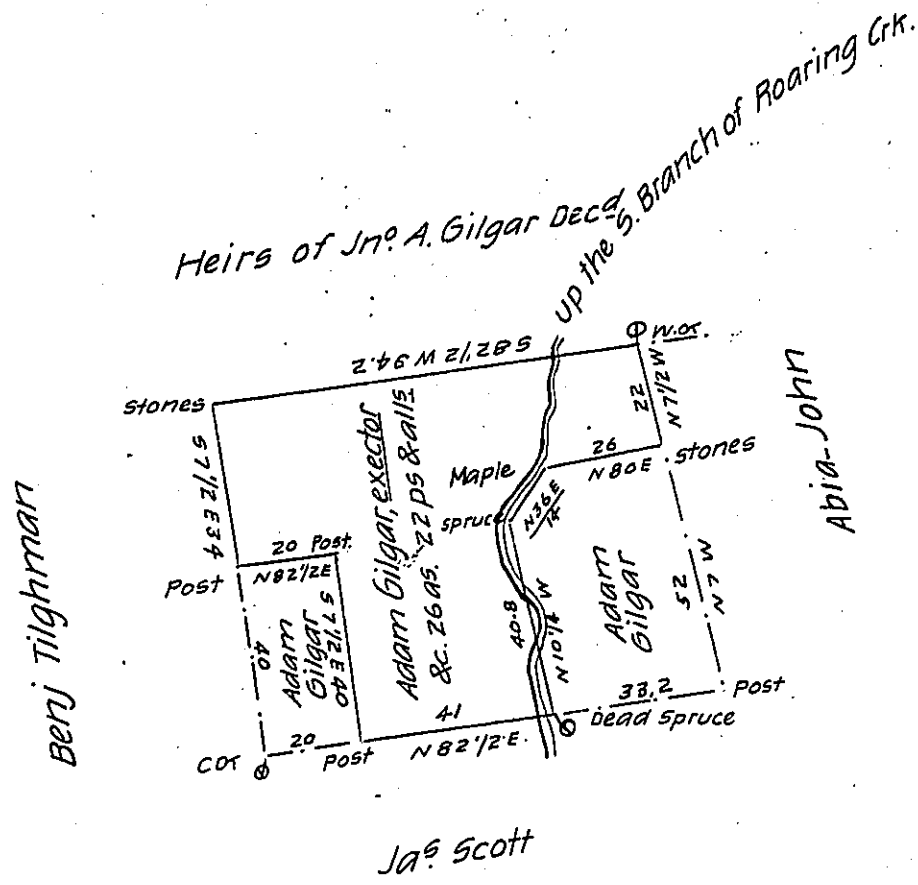 up the S. Branch of Roaring Crk.
Heirs of Jnº A. Gilgar Decd
S 82 1/2 W 94.2
W.or.
22
N 7 1/2 W
Stones
S 7 1/2 E 34
Adam Gilgar, exector
&c. 26 as. 22 ps & alls
Maple
spruce
N36E
14
26
N 80 E
Stones
Abia John
Benj Tilghman
20 Post.
N 82 1/2 E
Post
40
Adam
Gilgar
S 7 1/2 E 40
40.8
N 10 1/4 W
Adam
Gilgar
52
N 7 W
33.2
Post
Dead Spruce
41
N 82 1/2 E.
20
Post
COR
Jas Scott